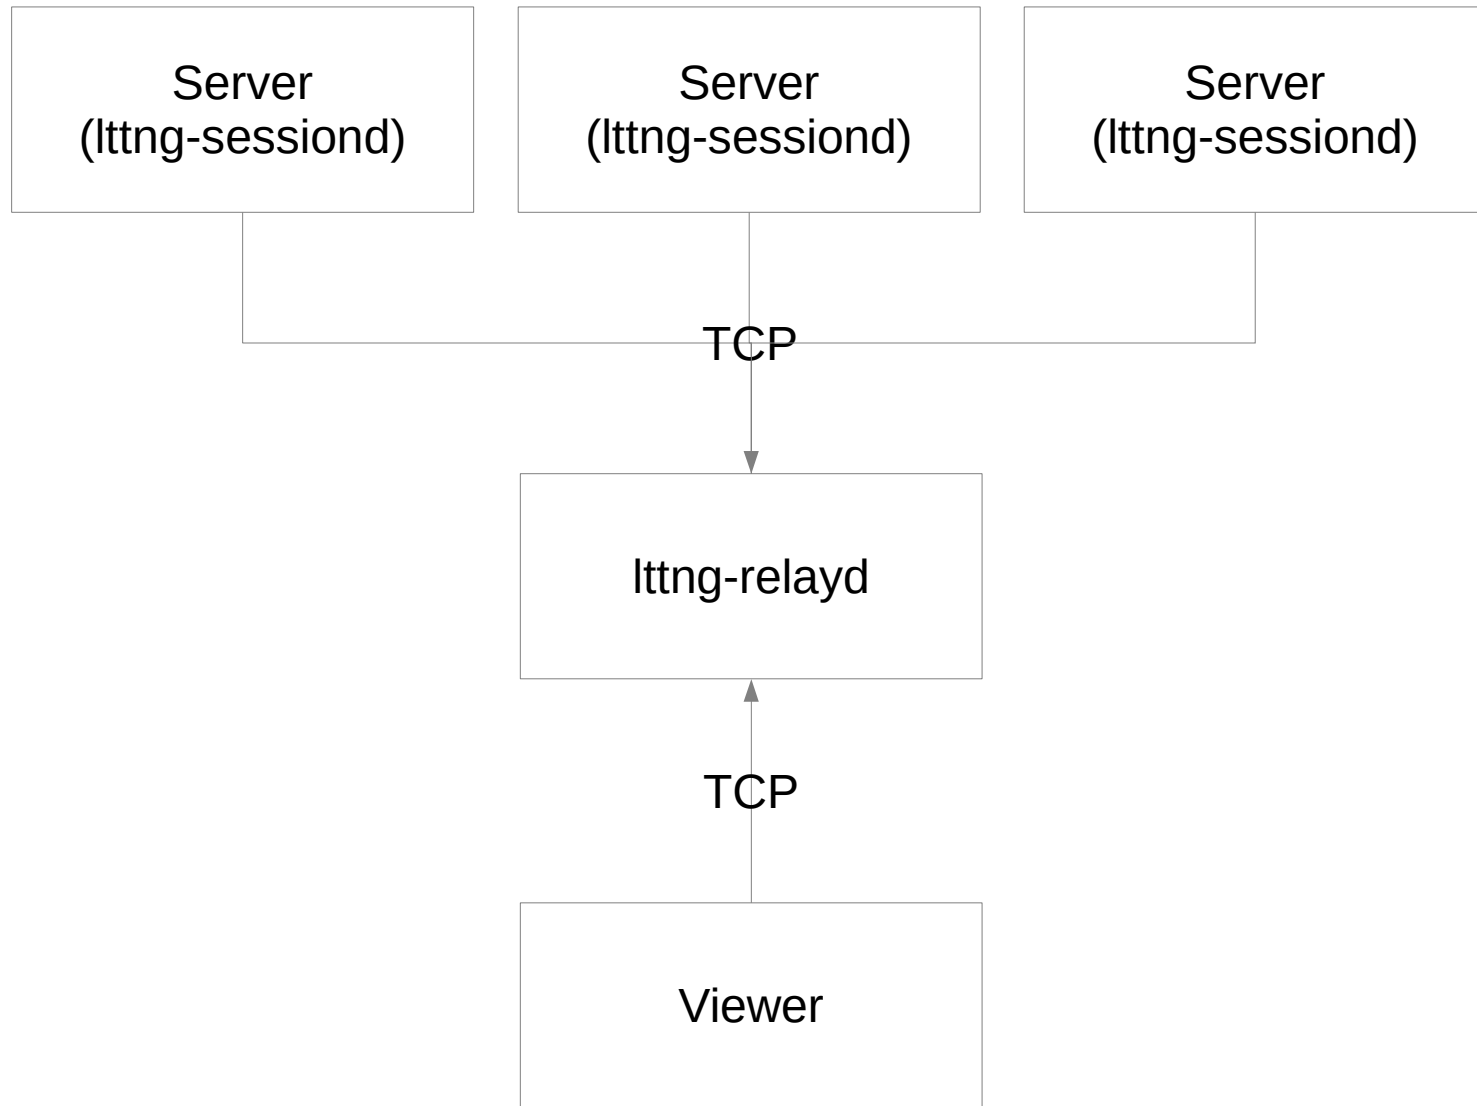 Server
(lttng-sessiond)
Server
(lttng-sessiond)
Server
(lttng-sessiond)
TCP
lttng-relayd
TCP
Viewer